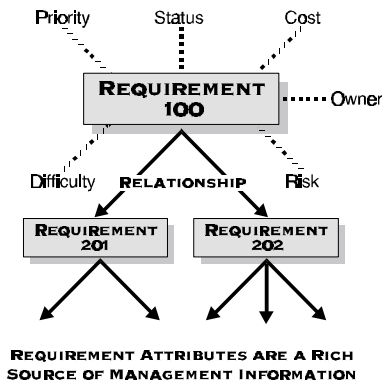 Priority Status Cost
REQUIREMENT
100
Owner
Difficulty RELATIONSHIP Risk
REQUIREMENT
201
REQUIREMENT
202
REQUIREMENT ATTRIBUTES ARE A RICH
SOURCE OF MANAGEMENT INFORMATION